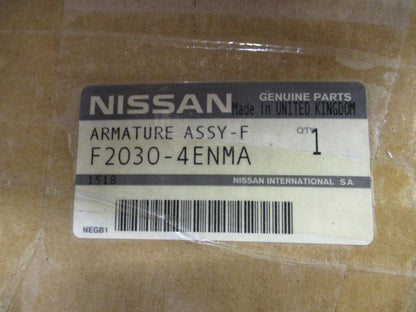 NISSAN GENUINE PARTS
Made in UNITED KINGDOM
ARMATURE ASSY-F QTY 1
F2030-4ENMA
1518 NISSAN INTERNATIONAL SA
NEGB1